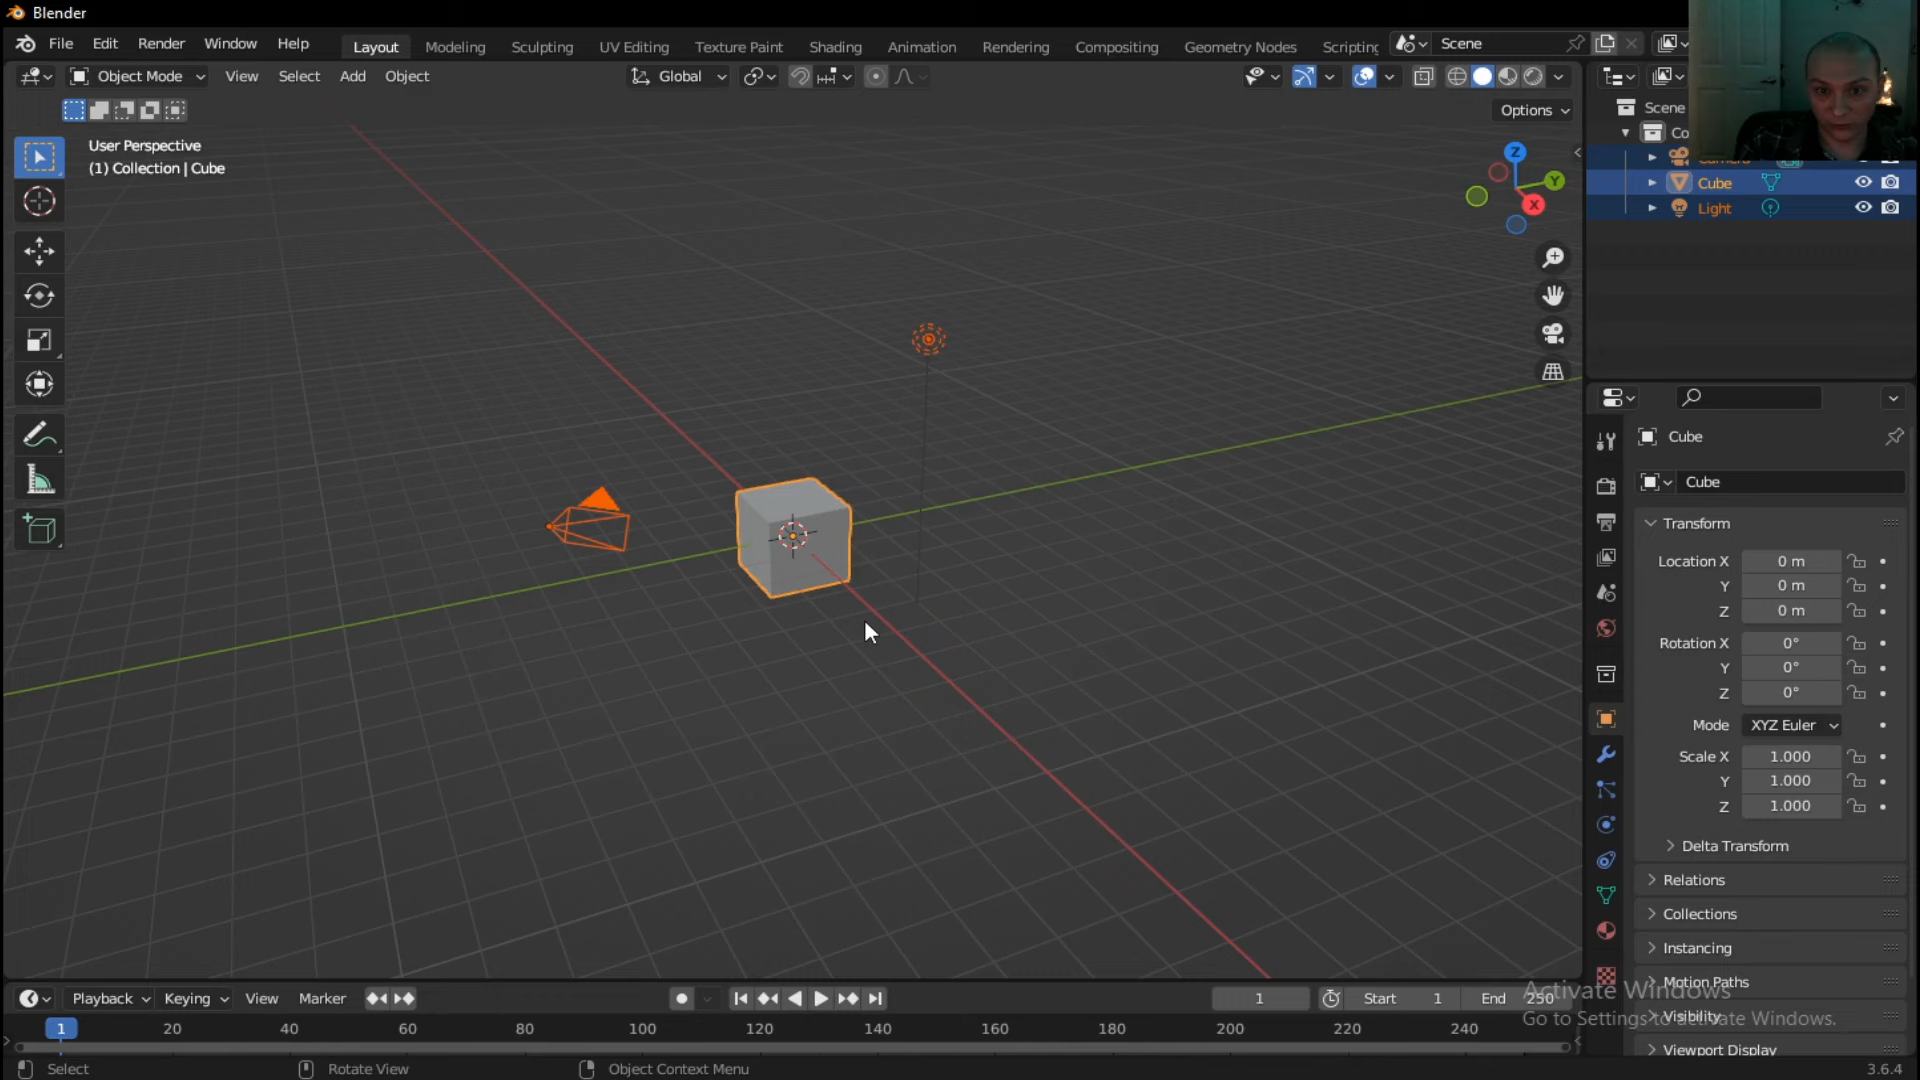 Blender
File Edit Render Window Help Layout Modeling Sculpting UV Editing Texture Paint Shading Animation Rendering Compositing Geometry Nodes Scripting Scene
Object Mode View Select Add Object Global
Options
User Perspective
(1) Collection | Cube
Z
Y
X
Scene
Co
Camera
Cube
Light
Cube
Cube
Transform
Location X 0 m
Y 0 m
Z 0 m
Rotation X 0°
Y 0°
Z 0°
Mode XYZ Euler
Scale X 1.000
Y 1.000
Z 1.000
Delta Transform
Relations
Collections
Instancing
Motion Paths
Visibility
Viewport Display
Activate Windows
Go to Settings to activate Windows.
Playback Keying View Marker 1 Start 1 End 250
1 20 40 60 80 100 120 140 160 180 200 220 240
Select Rotate View Object Context Menu 3.6.4